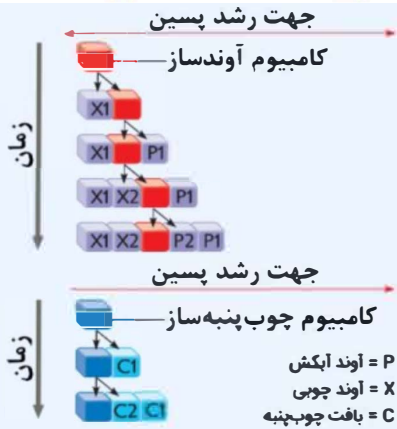 جهت رشد پسین
کامبیوم آوندساز
زمان
X1
X1 P1
X1 X2 P1
X1 X2 P2 P1
جهت رشد پسین
کامبیوم چوب‌پنبه‌ساز
زمان
C1
C2 C1
P = آوند آبکش
X = آوند چوبی
C = بافت چوب‌پنبه